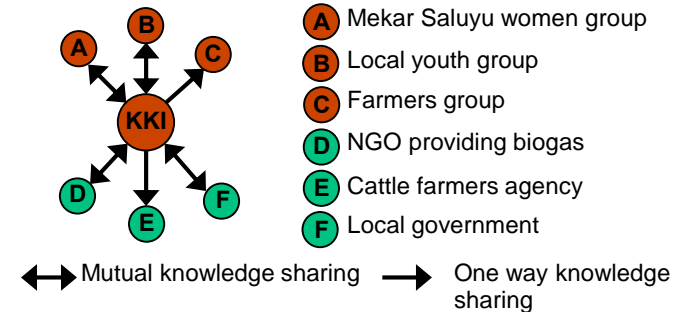 B
A
C
KKI
D
E
F
A Mekar Saluyu women group
B Local youth group
C Farmers group
D NGO providing biogas
E Cattle farmers agency
F Local government
Mutual knowledge sharing
One way knowledge
sharing